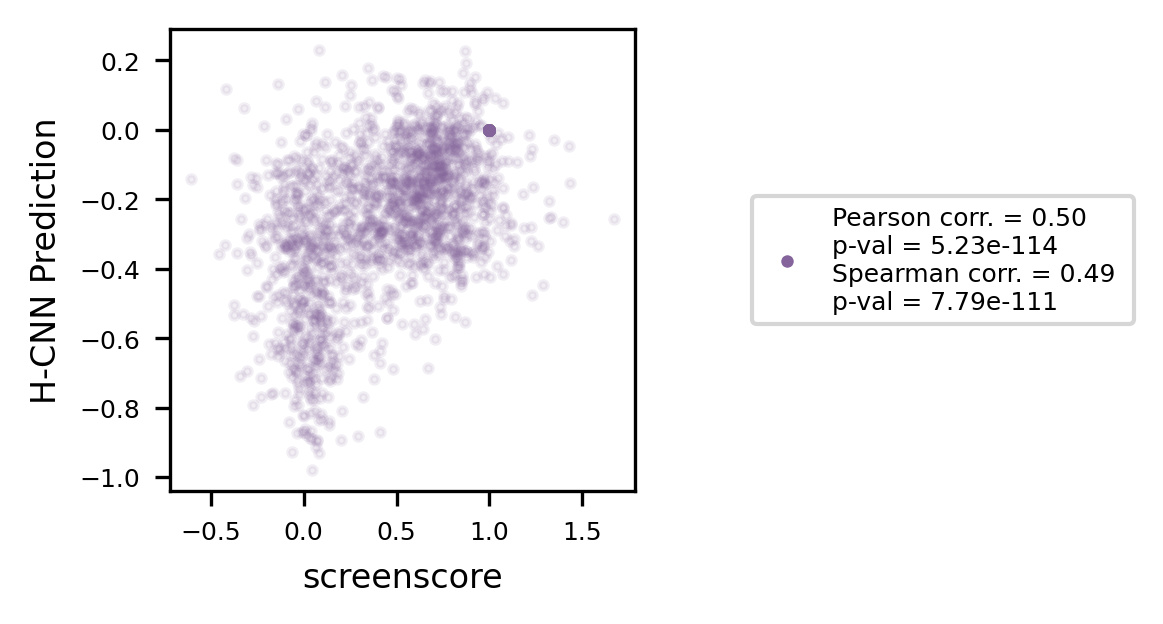 0.2
0.0
−0.2
−0.4
−0.6
−0.8
−1.0
H-CNN Prediction
−0.5
0.0
0.5
1.0
1.5
screenscore
Pearson corr. = 0.50
p-val = 5.23e-114
Spearman corr. = 0.49
p-val = 7.79e-111